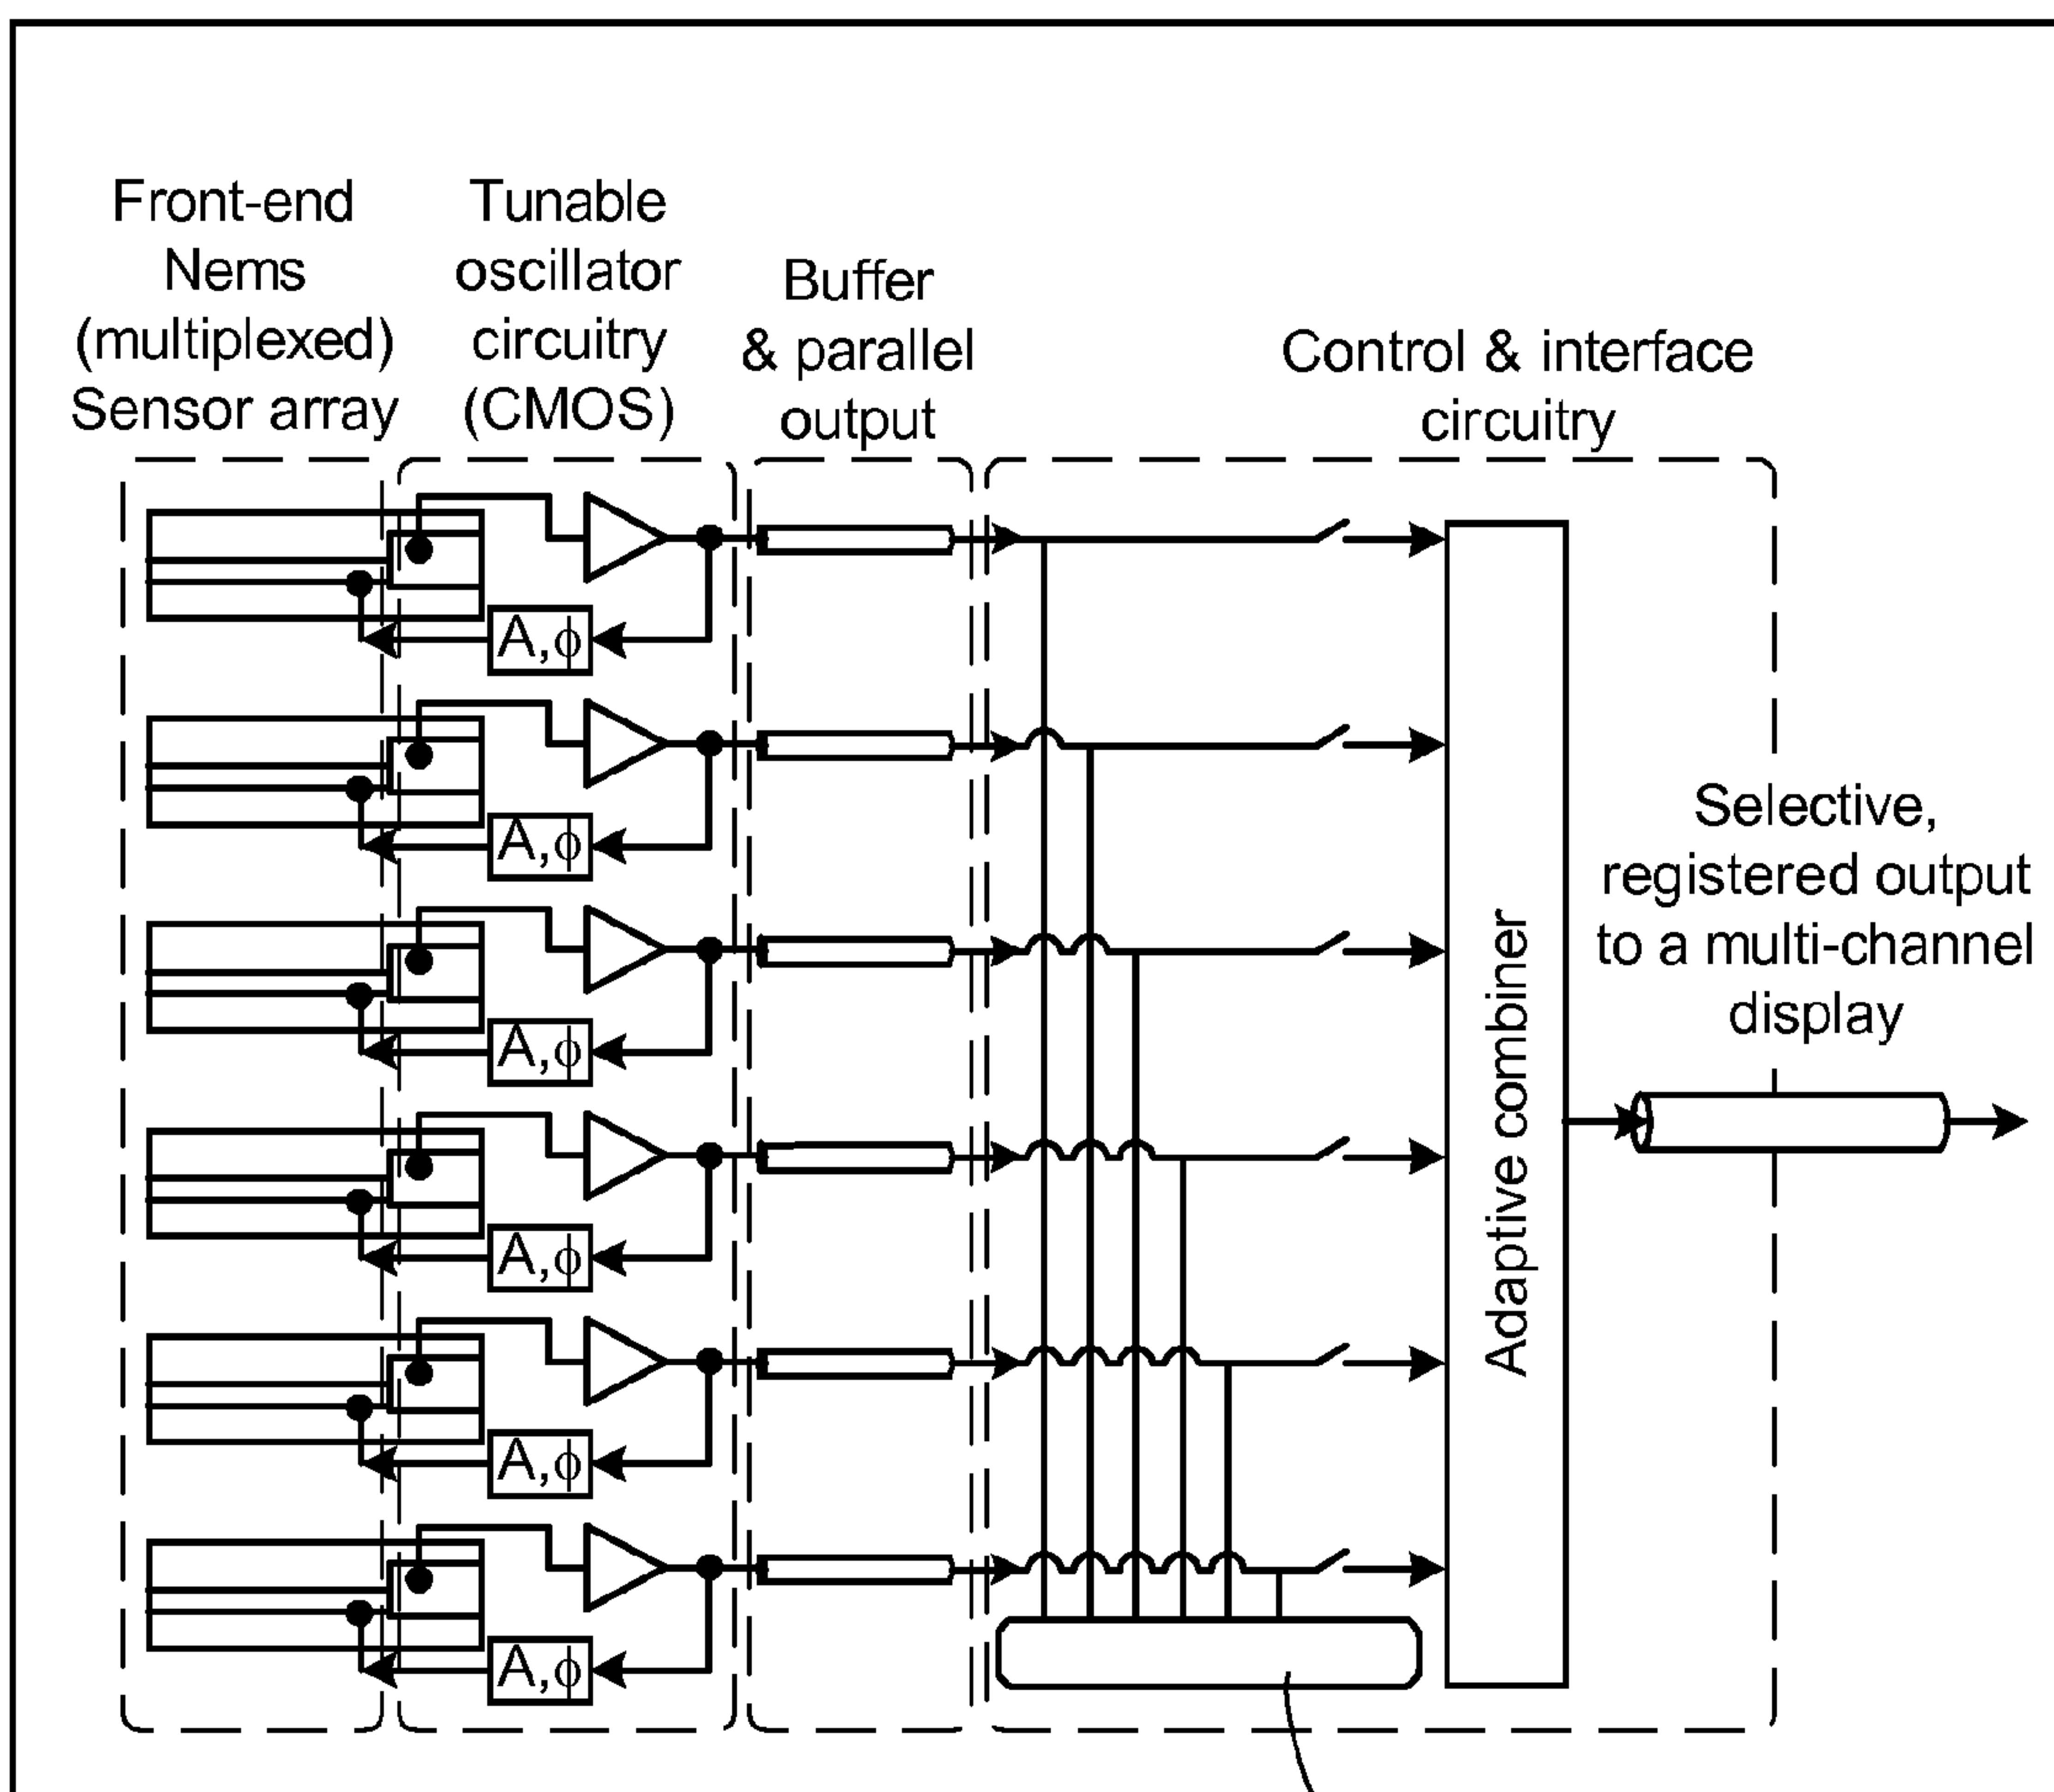 Front-end
Nems
(multiplexed)
Sensor array
Tunable
oscillator
circuitry
(CMOS)
Buffer
& parallel
output
Control & interface
circuitry
A,ϕ
A,ϕ
A,ϕ
A,ϕ
A,ϕ
A,ϕ
Adaptive combiner
Selective,
registered output
to a multi-channel
display